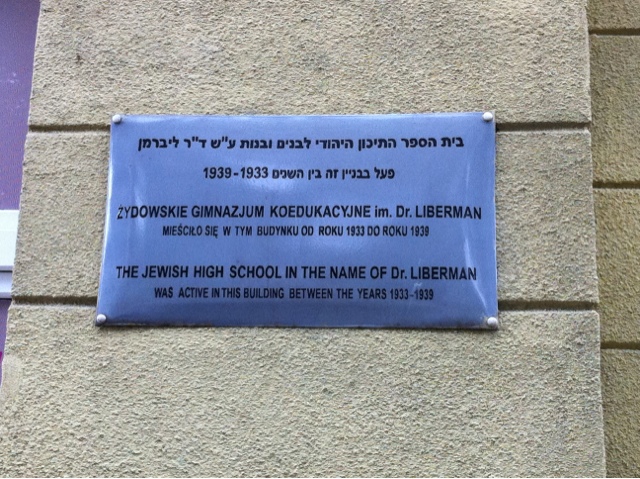 בית הספר התיכון היהודי לבנים ובנות ע"ש ד"ר ליברמן
פעל בבניין זה בין השנים 1939-1933
ŻYDOWSKIE GIMNAZJUM KOEDUKACYJNE im. Dr. LIBERMAN
MIEŚCIŁO SIĘ W TYM BUDYNKU OD ROKU 1933 DO ROKU 1939
THE JEWISH HIGH SCHOOL IN THE NAME OF Dr. LIBERMAN
WAS ACTIVE IN THIS BUILDING BETWEEN THE YEARS 1933-1939